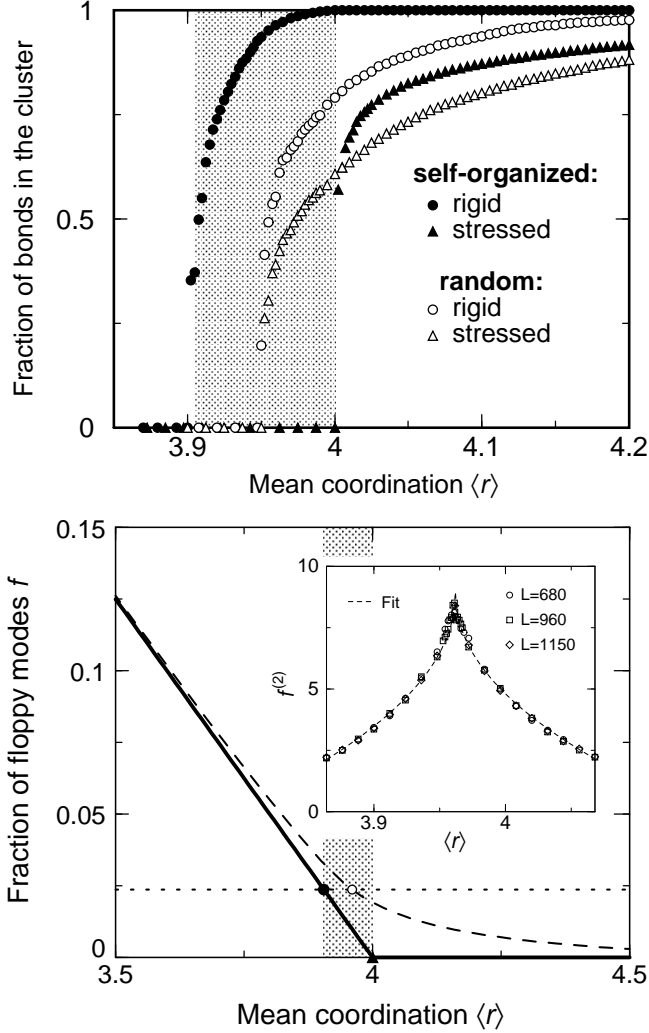 1
0.5
0
Fraction of bonds in the cluster
self-organized:
rigid
stressed
random:
rigid
stressed
3.9
4
4.1
4.2
Mean coordination ⟨r⟩
0.15
0.1
0.05
0
Fraction of floppy modes f
10
5
0
f(2)
Fit
L=680
L=960
L=1150
3.9
4
⟨r⟩
3.5
4
4.5
Mean coordination ⟨r⟩